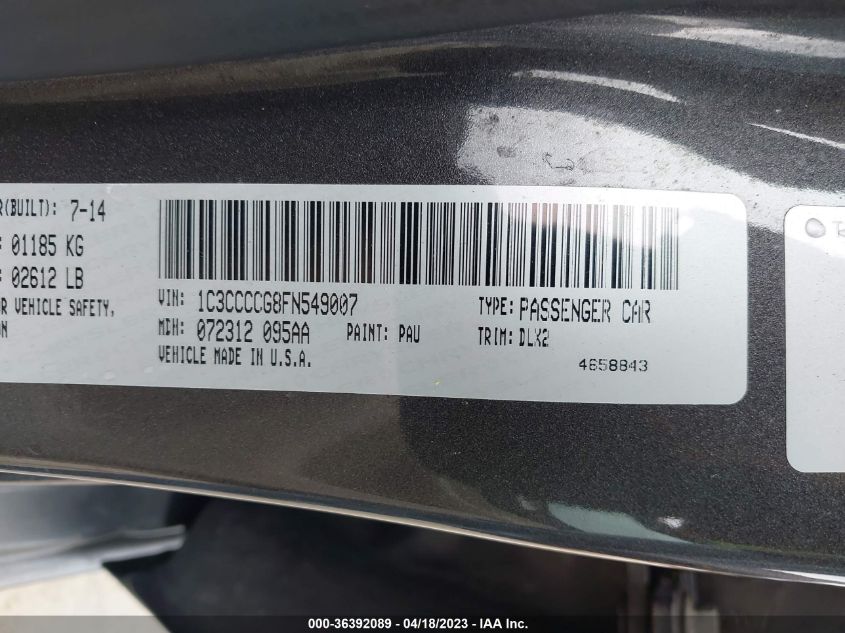 R(BUILT): 7-14
: 01185 KG
: 02612 LB
R VEHICLE SAFETY,
ON
VIN: 1C3CCCCG8FN549007
TYPE: PASSENGER CAR
MDH: 072312 095AA
PAINT: PAU
TRIM: DLX2
VEHICLE MADE IN U.S.A.
4658843
000-36392089 - 04/18/2023 - IAA Inc.